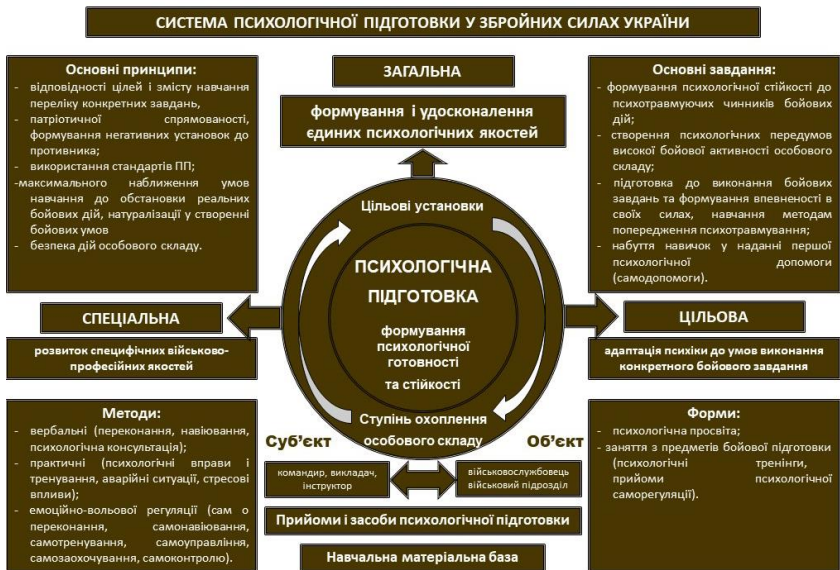 СИСТЕМА ПСИХОЛОГІЧНОЇ ПІДГОТОВКИ У ЗБРОЙНИХ СИЛАХ УКРАЇНИ
Основні принципи:
- відповідності цілей і змісту навчання
переліку конкретних завдань,
- патріотичної спрямованості,
формування негативних установок до
противника;
- використання стандартів ПП;
-максимального наближення умов
навчання до обстановки реальних
бойових дій, натуралізації у створенні
бойових умов
- безпека дій особового складу.
ЗАГАЛЬНА
формування і удосконалення
єдиних психологічних якостей
Основні завдання:
- формування психологічної стійкості до
психотравмуючих чинників бойових
дій;
- створення психологічних передумов
високої бойової активності особового
складу;
- підготовка до виконання бойових
завдань та формування впевненості в
своїх силах, навчання методам
попередження психотравмування;
- набуття навичок у наданні першої
психологічної допомоги
(самодопомоги).
Цільові установки
ПСИХОЛОГІЧНА
ПІДГОТОВКА
формування
психологічної
готовності
та стійкості
Ступінь охоплення
особового складу
СПЕЦІАЛЬНА
розвиток специфічних військово-
професійних якостей
ЦІЛЬОВА
адаптація психіки до умов виконання
конкретного бойового завдання
Методи:
- вербальні (переконання, навіювання,
психологічна консультація);
- практичні (психологічні вправи і
тренування, аварійні ситуації, стресові
впливи);
- емоційно-вольової регуляції (сам о
переконання, самонавіювання,
самотренування, самоуправління,
самозаохочування, самоконтролю).
Суб’єкт
командир, викладач,
інструктор
Об’єкт
військовослужбовець
військовий підрозділ
Прийоми і засоби психологічної підготовки
Навчальна матеріальна база
Форми:
- психологічна просвіта;
- заняття з предметів бойової підготовки
(психологічні тренінги,
прийоми психологічної
саморегуляції).